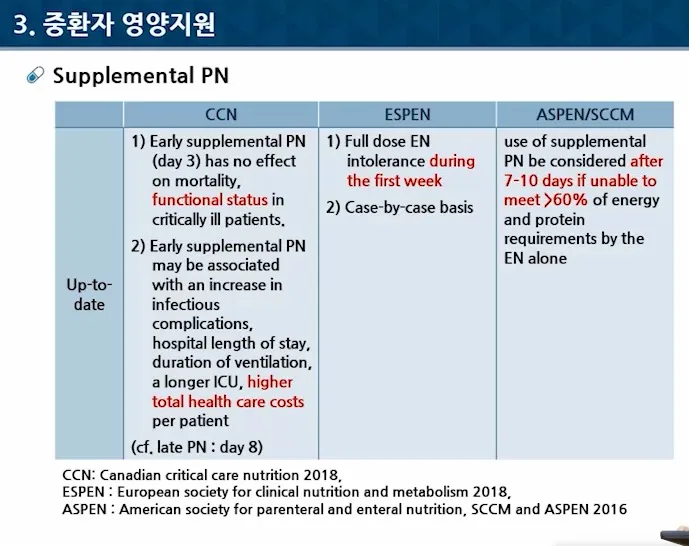 3. 중환자 영양지원
Supplemental PN
CCN
ESPEN
ASPEN/SCCM
Up-to-
date
1) Early supplemental PN
(day 3) has no effect
on mortality,
functional status in
critically ill patients.
2) Early supplemental PN
may be associated
with an increase in
infectious
complications,
hospital length of stay,
duration of ventilation,
a longer ICU, higher
total health care costs
per patient
(cf. late PN : day 8)
1) Full dose EN
intolerance during
the first week
2) Case-by-case basis
use of supplemental
PN be considered after
7-10 days if unable to
meet >60% of energy
and protein
requirements by the
EN alone
CCN: Canadian critical care nutrition 2018,
ESPEN : European society for clinical nutrition and metabolism 2018,
ASPEN : American society for parenteral and enteral nutrition, SCCM and ASPEN 2016